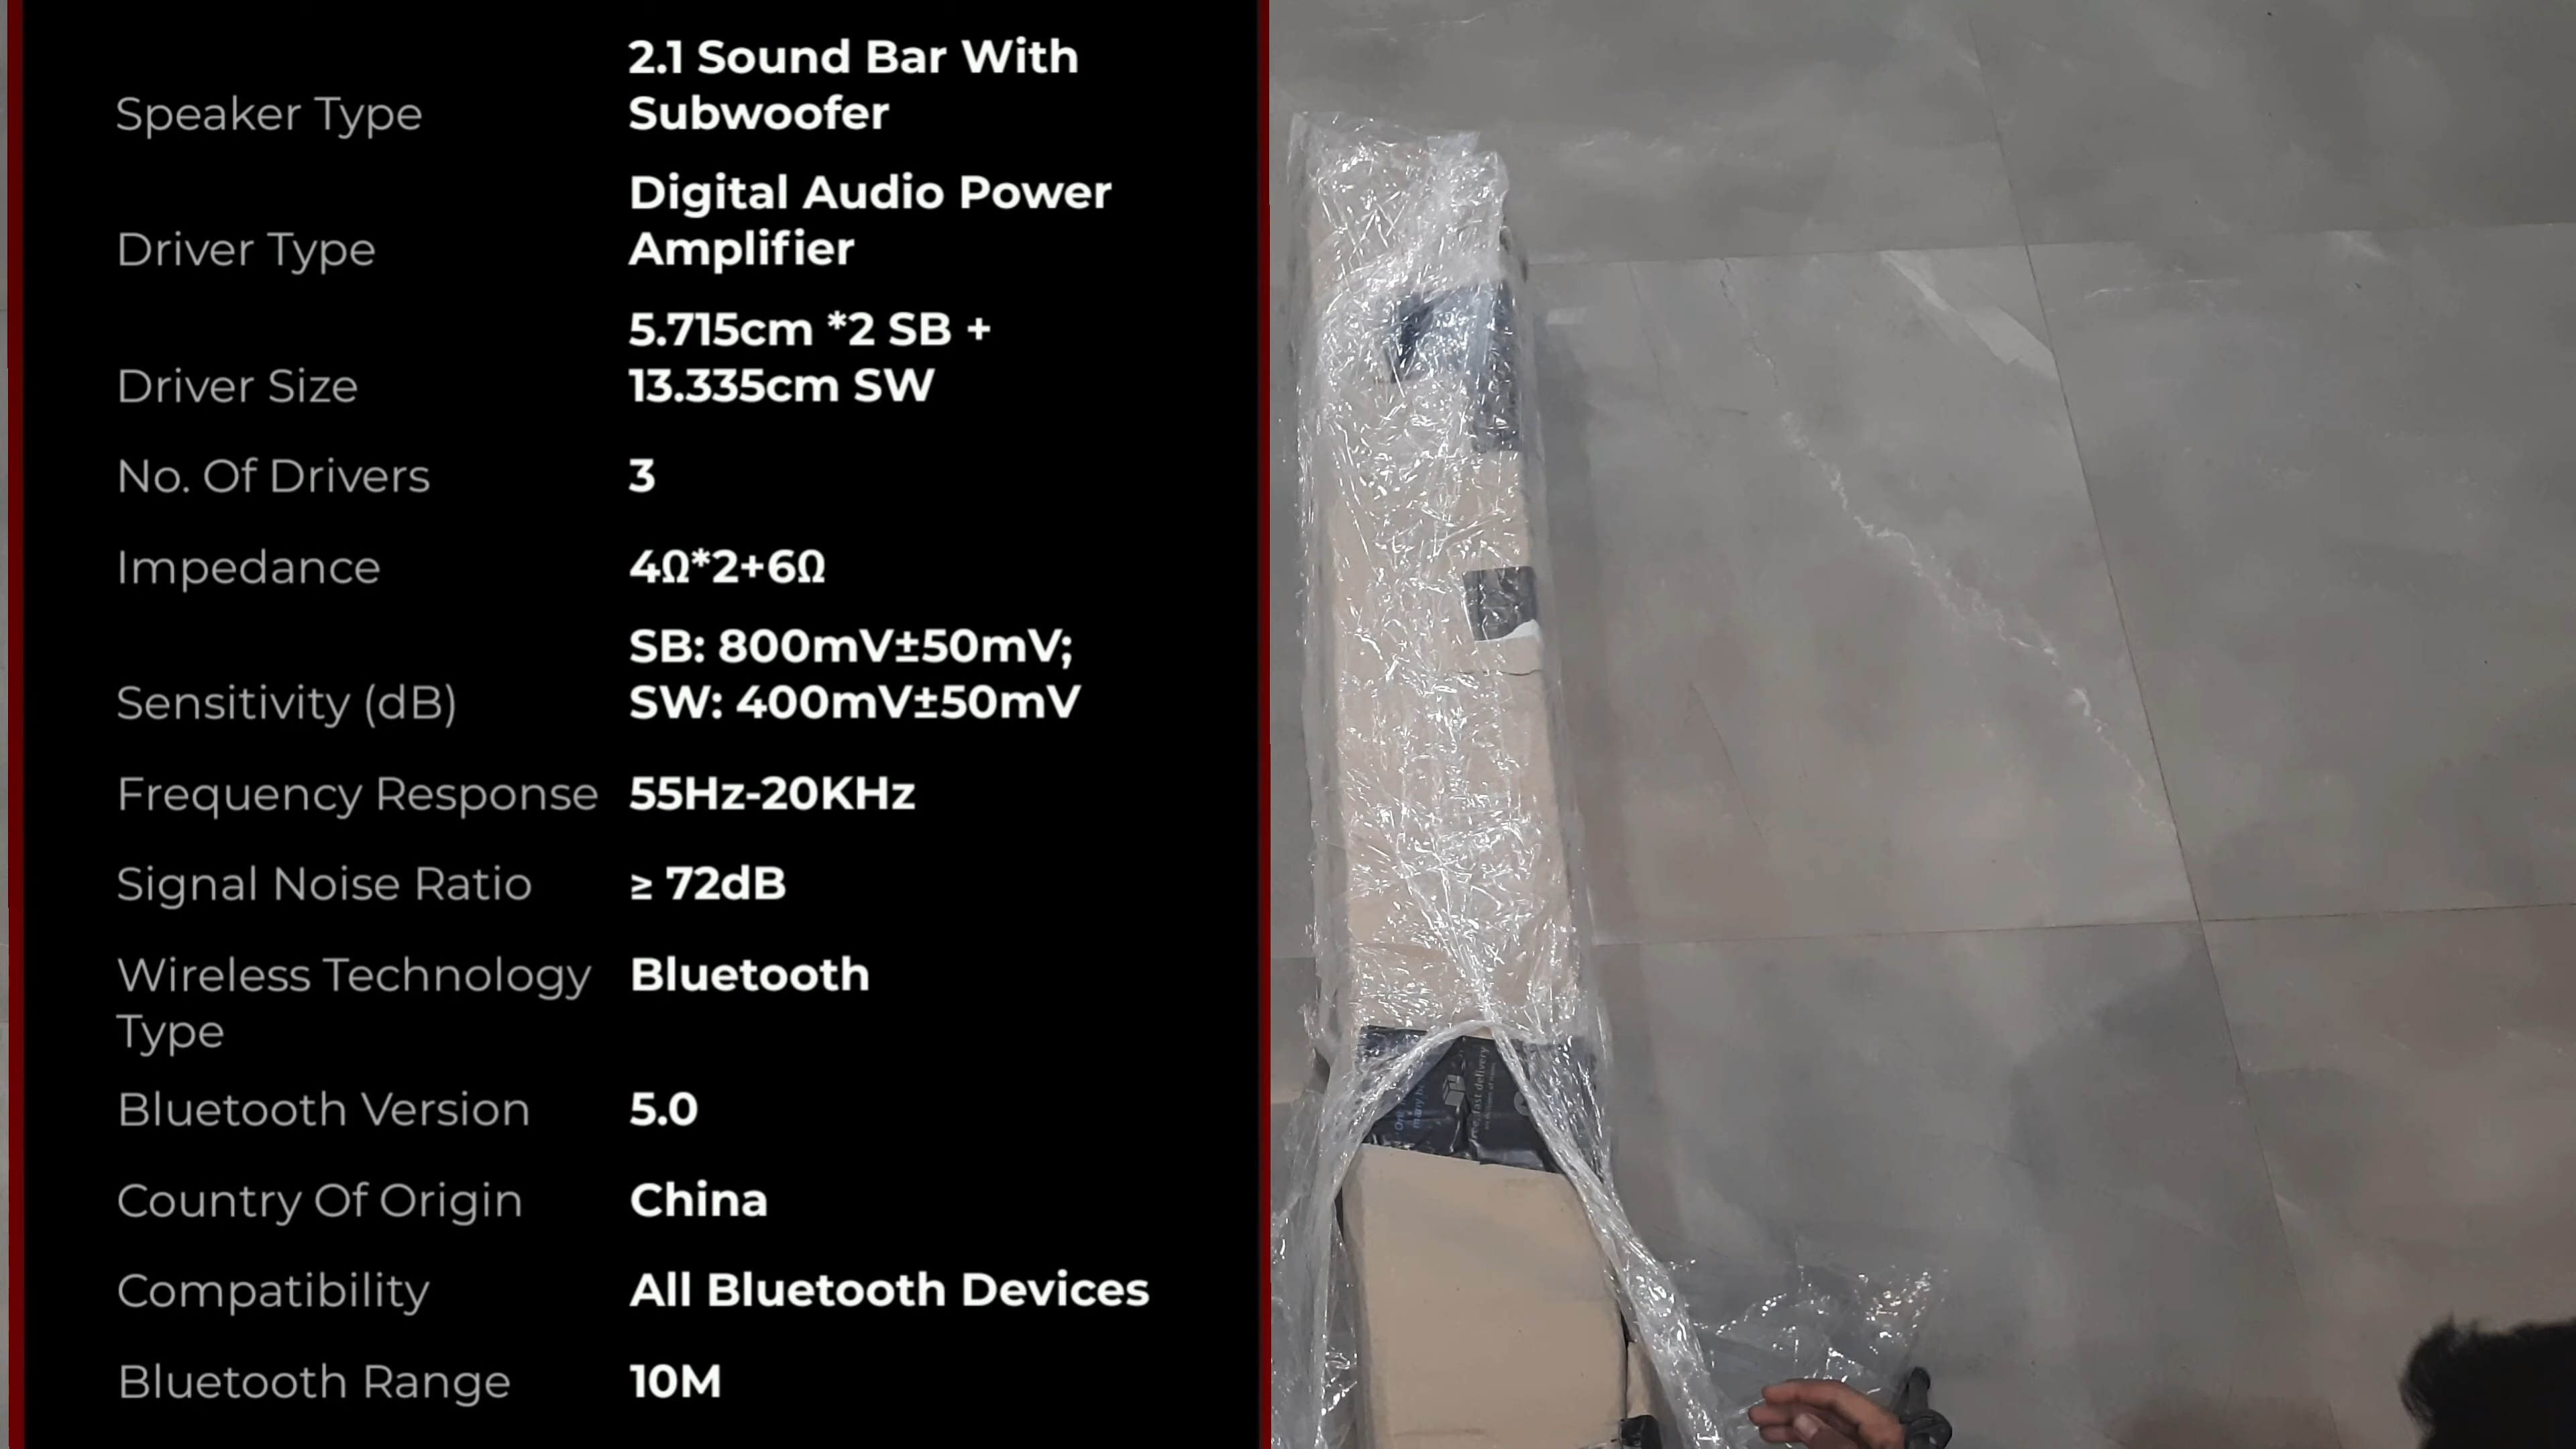 Speaker Type
2.1 Sound Bar With
Subwoofer
Driver Type
Digital Audio Power
Amplifier
Driver Size
5.715cm *2 SB +
13.335cm SW
No. Of Drivers
3
Impedance
4Ω*2+6Ω
Sensitivity (dB)
SB: 800mV±50mV;
SW: 400mV±50mV
Frequency Response
55Hz-20KHz
Signal Noise Ratio
≥ 72dB
Wireless Technology
Type
Bluetooth
Bluetooth Version
5.0
Country Of Origin
China
Compatibility
All Bluetooth Devices
Bluetooth Range
10M
fast delivery